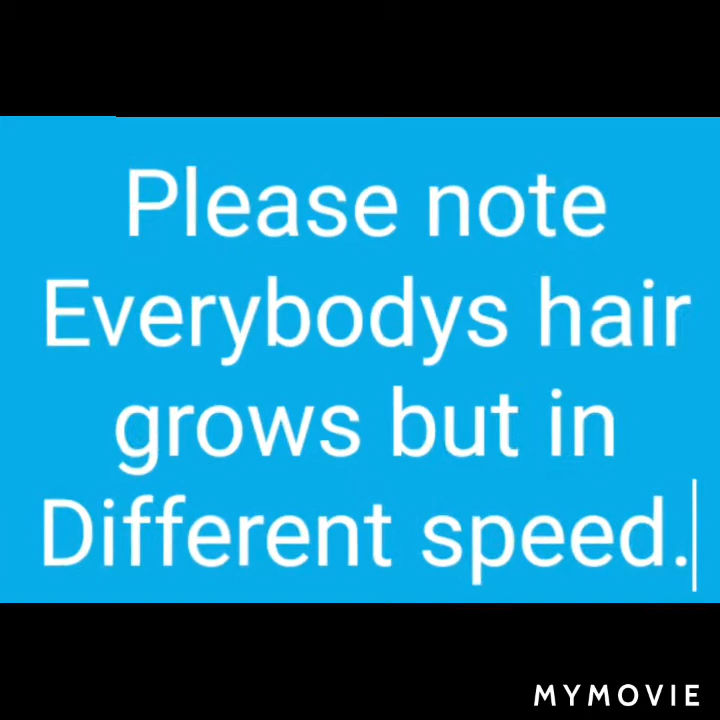 Please note
Everybodys hair
grows but in
Different speed.
MYMOVIE